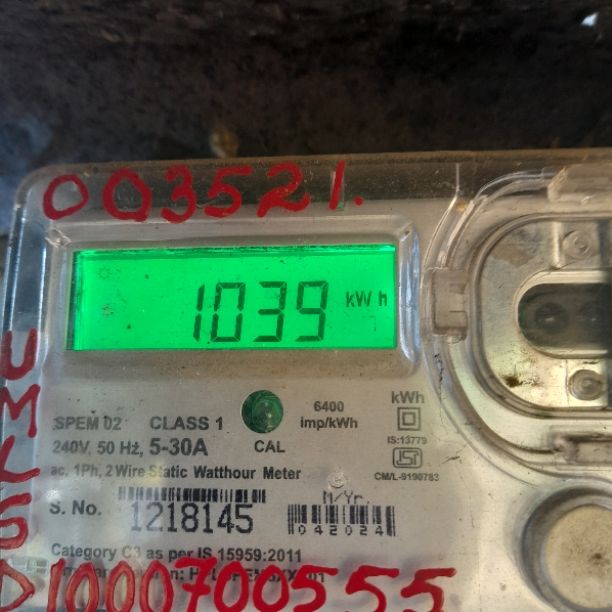 003521.
1039 kWh
SPEM 02 CLASS 1
240V, 50 Hz, 5-30A
CAL
6400
imp/kWh
kWh
IS:13779
ISI
CM/L-9190783
ac, 1Ph, 2 Wire Static Watthour Meter
S. No. 1218145
M/Yr.
042024
Category C3 as per IS 15959:2011
D1000700555